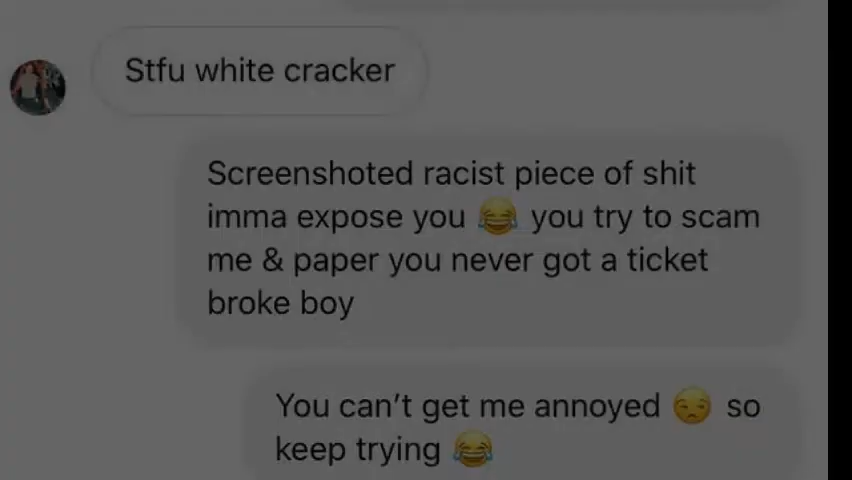 Stfu white cracker
Screenshoted racist piece of shit
imma expose you 😂 you try to scam
me & paper you never got a ticket
broke boy
You can't get me annoyed 😒 so
keep trying 😂